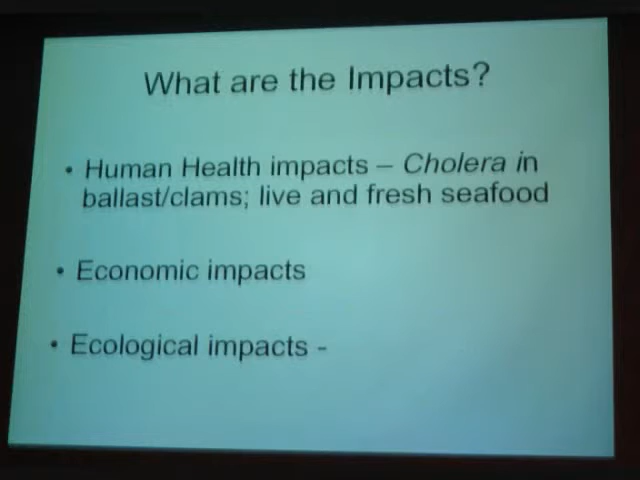 What are the Impacts?
• Human Health impacts – Cholera in
ballast/clams; live and fresh seafood
• Economic impacts
• Ecological impacts -